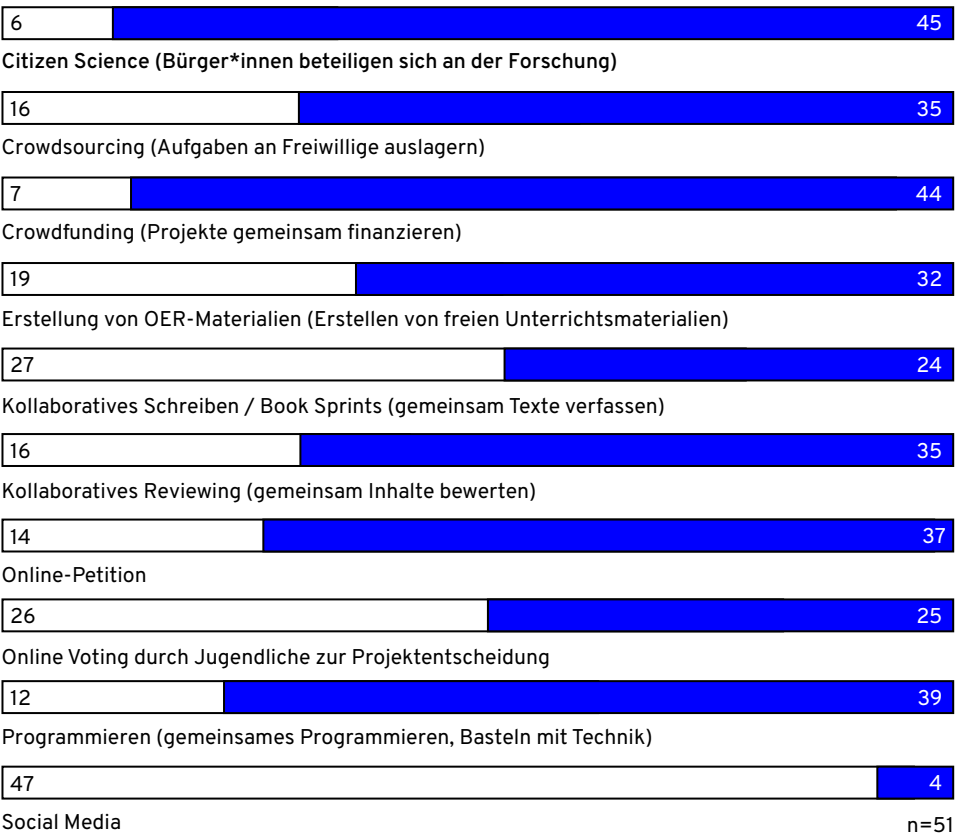 6 45
Citizen Science (Bürger*innen beteiligen sich an der Forschung)
16 35
Crowdsourcing (Aufgaben an Freiwillige auslagern)
7 44
Crowdfunding (Projekte gemeinsam finanzieren)
19 32
Erstellung von OER-Materialien (Erstellen von freien Unterrichtsmaterialien)
27 24
Kollaboratives Schreiben / Book Sprints (gemeinsam Texte verfassen)
16 35
Kollaboratives Reviewing (gemeinsam Inhalte bewerten)
14 37
Online-Petition
26 25
Online Voting durch Jugendliche zur Projektentscheidung
12 39
Programmieren (gemeinsames Programmieren, Basteln mit Technik)
47 4
Social Media n=51